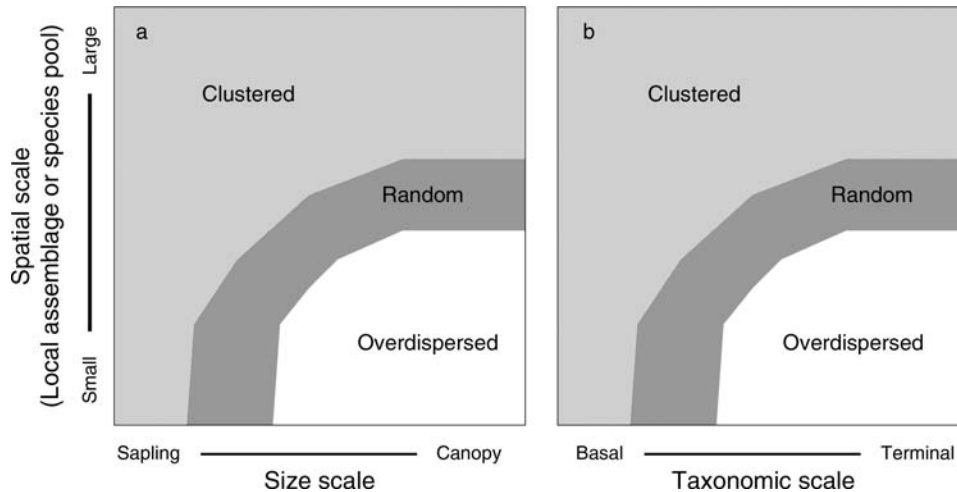 a
Large
Clustered
Random
Overdispersed
Small
Spatial scale
(Local assemblage or species pool)
Sapling
Canopy
Size scale
b
Clustered
Random
Overdispersed
Basal
Terminal
Taxonomic scale